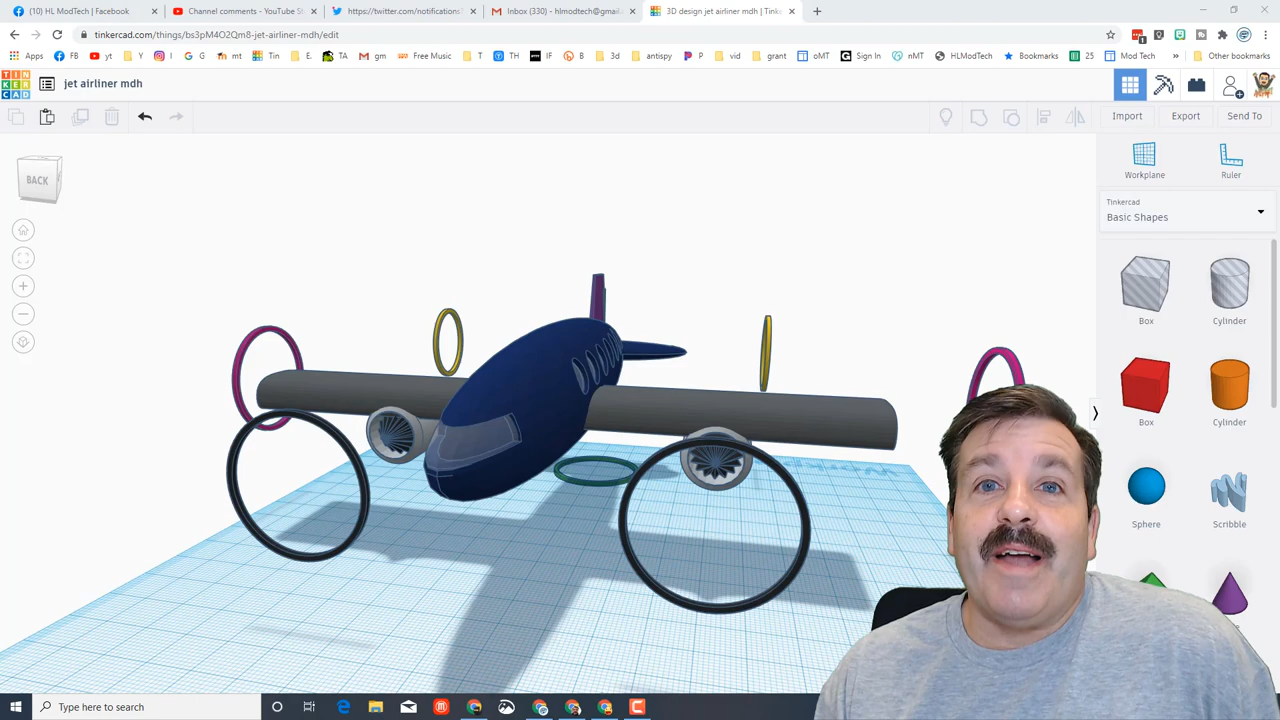 (10) HL ModTech | Facebook
Channel comments - YouTube St
https://twitter.com/notifications
Inbox (330) - hlmodtech@gmail.
3D design jet airliner mdh | Tink
tinkercad.com/things/bs3pM4O2Qm8-jet-airliner-mdh/edit
Apps
YF
yt
I
G
mt
Tin
E.
TA
gm
Free Music
T
Y
TH
IF
B
3d
antispy
P
vid
grant
oMT
Sign In
nMT
HLModTech
Bookmarks
25
Mod Tech
»
Other bookmarks
TIN
KER
CAD
jet airliner mdh
Import
Export
Send To
BACK
Workplane
Ruler
Tinkercad
Basic Shapes
Box
Cylinder
Box
Cylinder
Sphere
Scribble
Type here to search